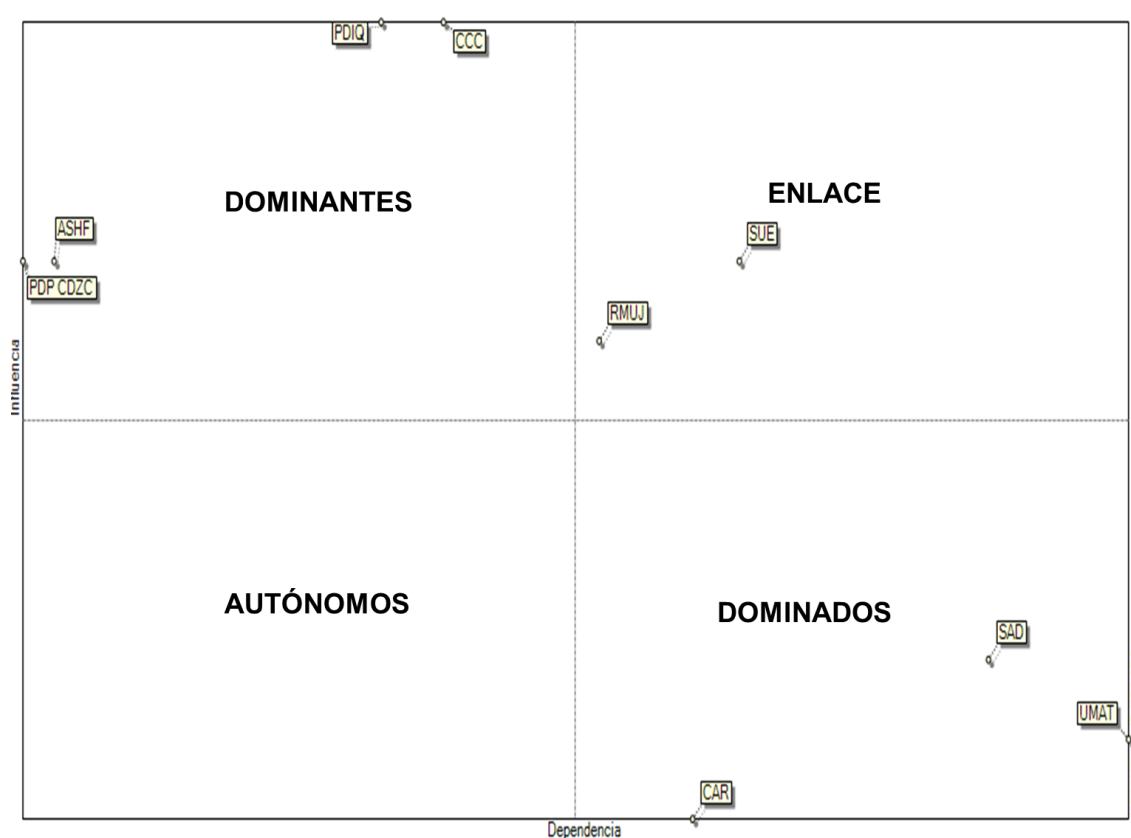 PDIQ
CCC
DOMINANTES
ENLACE
ASHF
SUE
PDP CDZC
RMUJ
Influencia
AUTÓNOMOS
DOMINADOS
SAD
UMAT
CAR
Dependencia